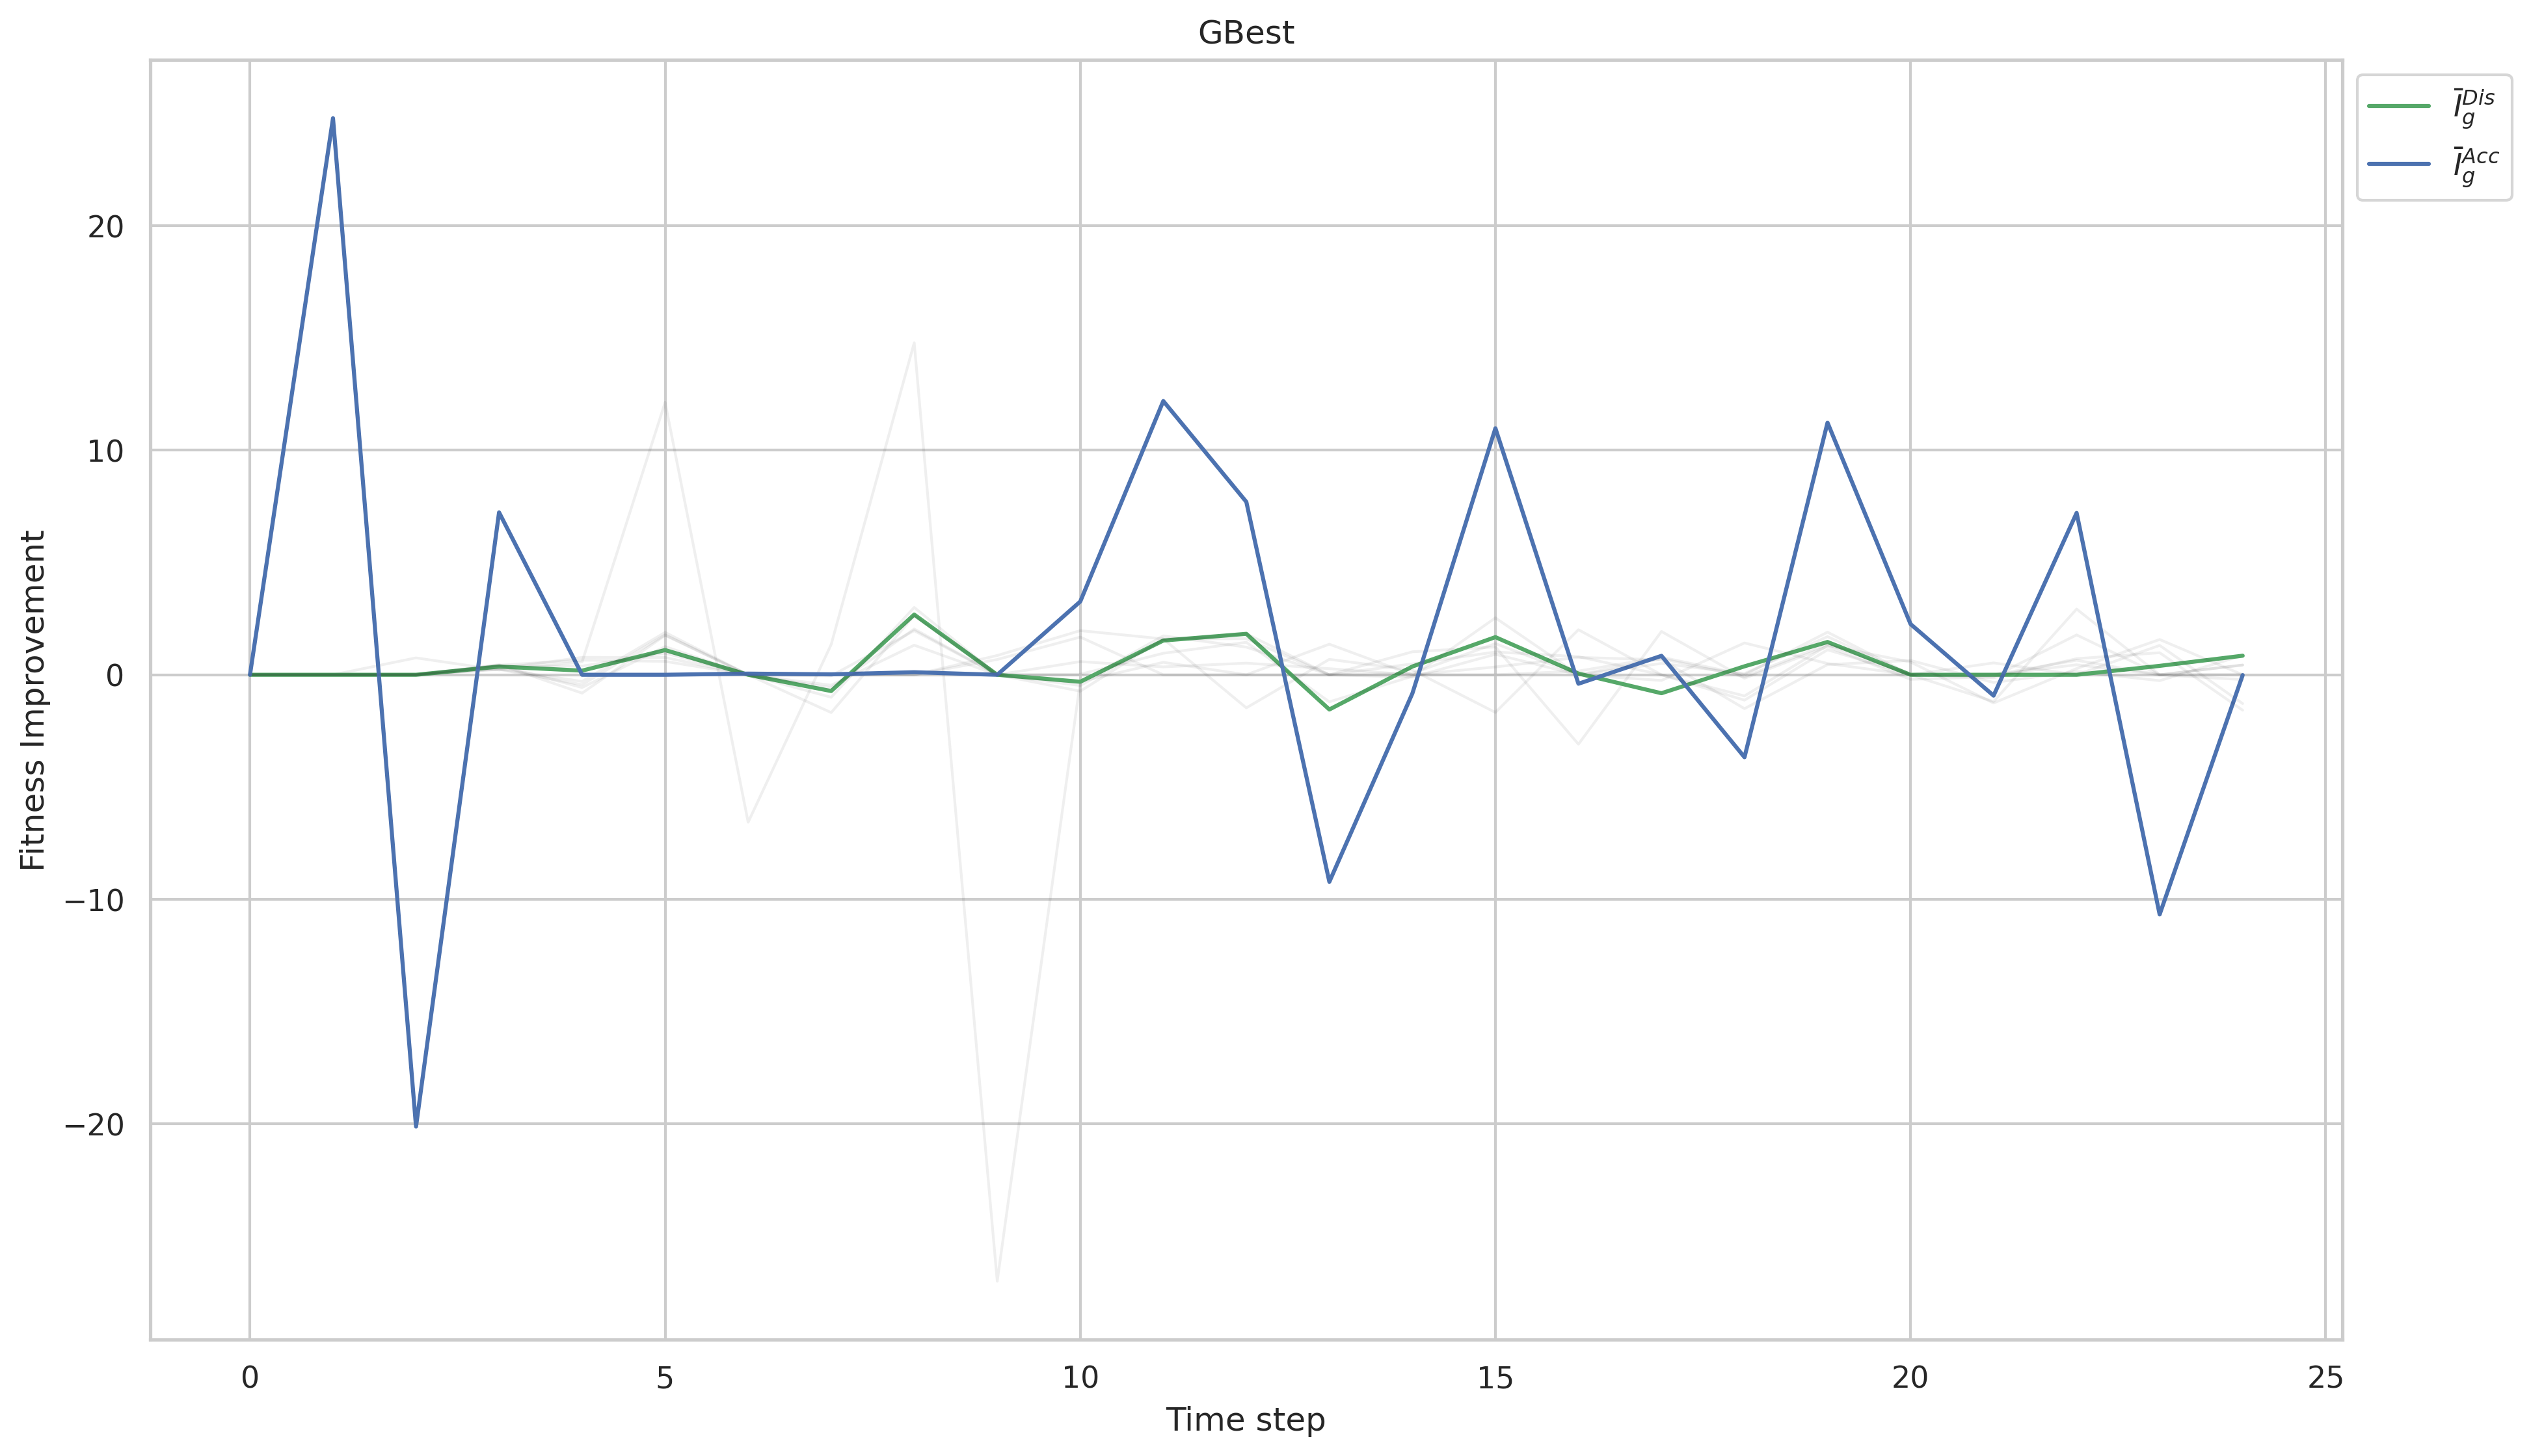 GBest
Ī_g^Dis
Ī_g^Acc
Fitness Improvement
20
10
0
−10
−20
0 5 10 15 20 25
Time step